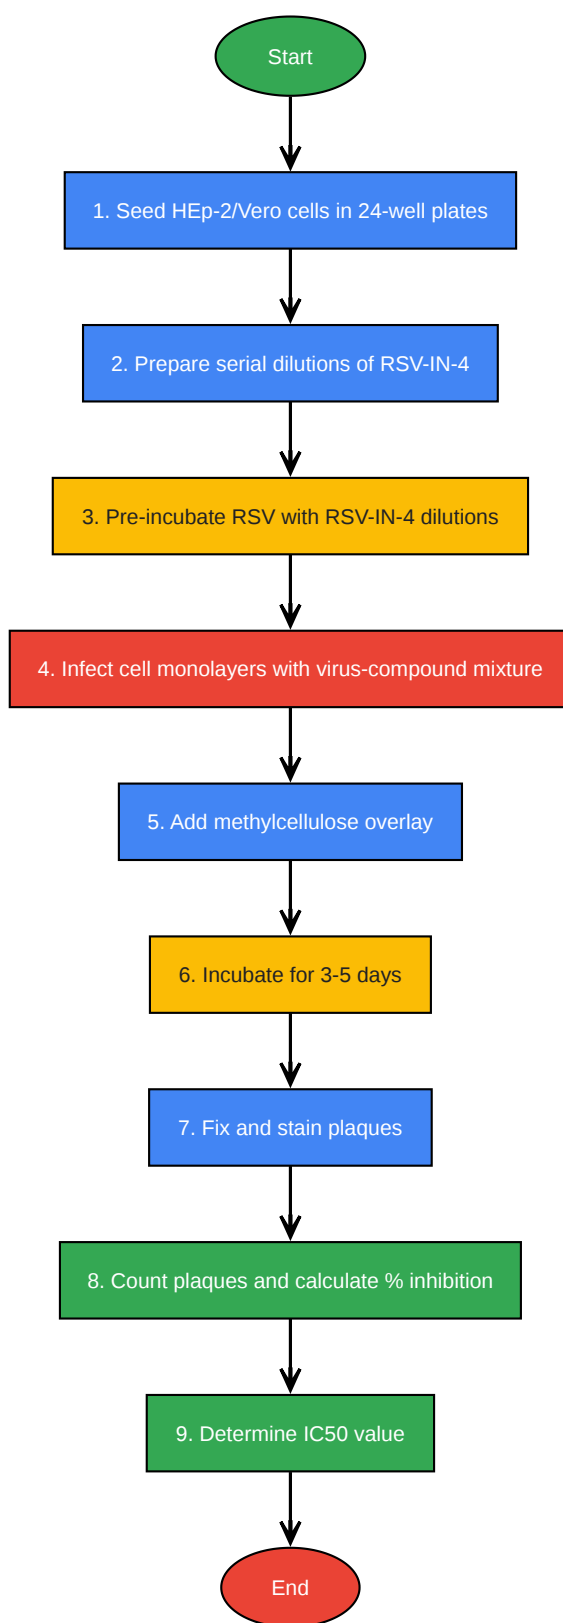 Start
1. Seed HEp-2/Vero cells in 24-well plates
2. Prepare serial dilutions of RSV-IN-4
3. Pre-incubate RSV with RSV-IN-4 dilutions
4. Infect cell monolayers with virus-compound mixture
5. Add methylcellulose overlay
6. Incubate for 3-5 days
7. Fix and stain plaques
8. Count plaques and calculate % inhibition
9. Determine IC50 value
End